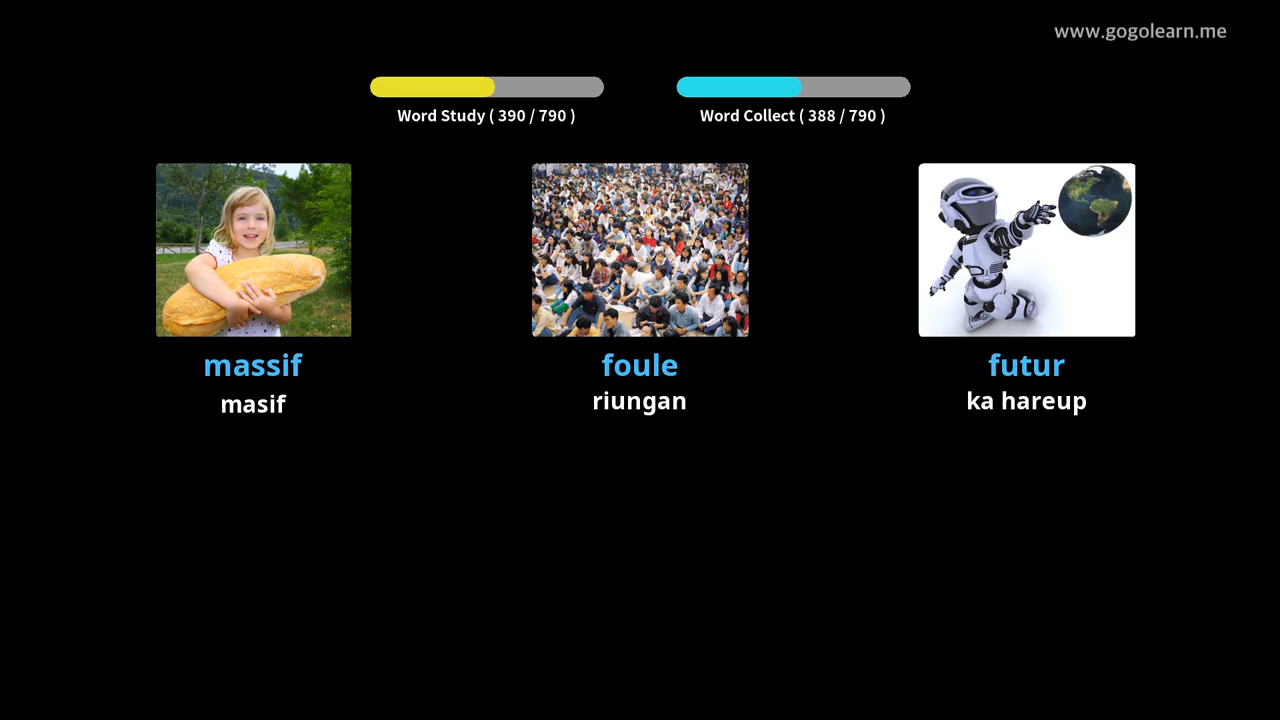 www.gogolearn.me
Word Study ( 390 / 790 )
Word Collect ( 388 / 790 )
massif
masif
foule
riungan
futur
ka hareup